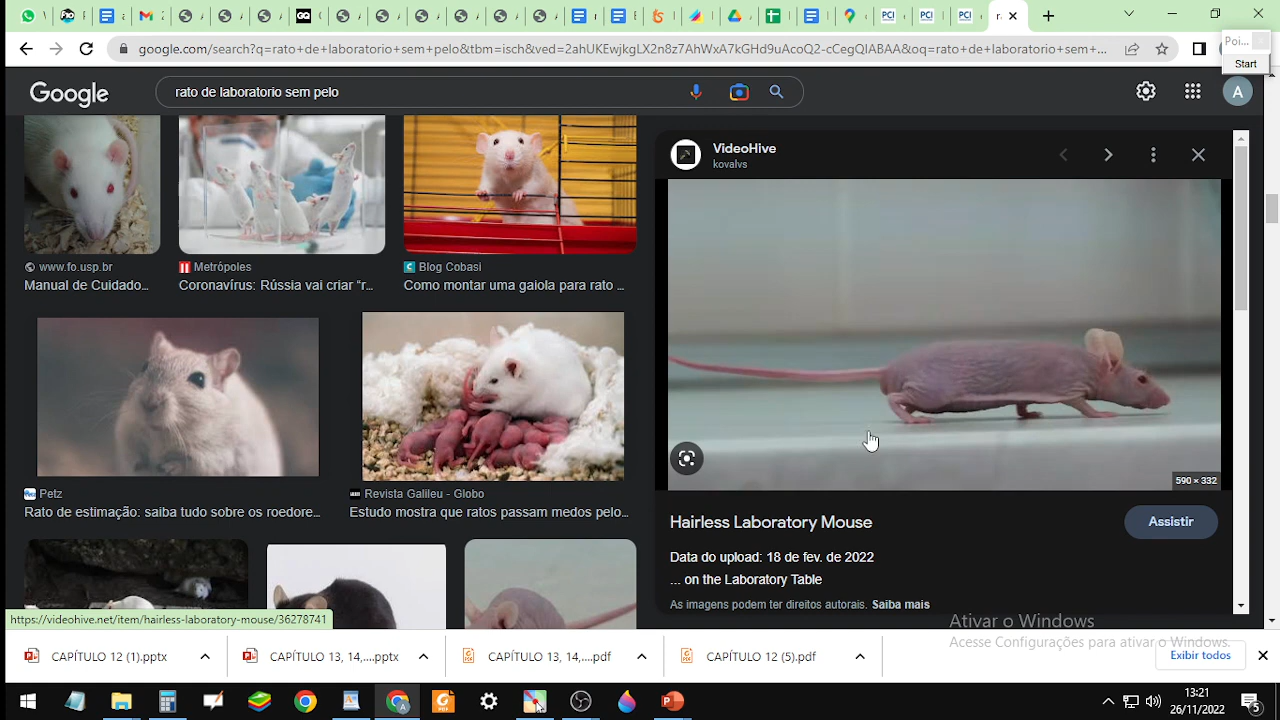 Poi...
google.com/search?q=rato+de+laboratorio+sem+pelo&tbm=isch&ved=2ahUKEwjkgLX2n8z7AhWxA7kGHd9uAcoQ2-cCegQIABAA&oq=rato+de+laboratorio+sem+...
Start
Google
rato de laboratorio sem pelo
A
VideoHive
kovalvs
www.fo.usp.br
Manual de Cuidado...
Metrópoles
Coronavírus: Rússia vai criar “r...
Blog Cobasi
Como montar uma gaiola para rato ...
590 × 332
Petz
Rato de estimação: saiba tudo sobre os roedore...
Revista Galileu - Globo
Estudo mostra que ratos passam medos pelo...
Hairless Laboratory Mouse
Assistir
Data do upload: 18 de fev. de 2022
... on the Laboratory Table
As imagens podem ter direitos autorais. Saiba mais
https://videohive.net/item/hairless-laboratory-mouse/36278741
Ativar o Windows
Acesse Configurações para ativar o Windows.
CAPÍTULO 12 (1).pptx
CAPÍTULO 13, 14,....pptx
CAPÍTULO 13, 14,....pdf
CAPÍTULO 12 (5).pdf
Exibir todos
13:21
26/11/2022
5